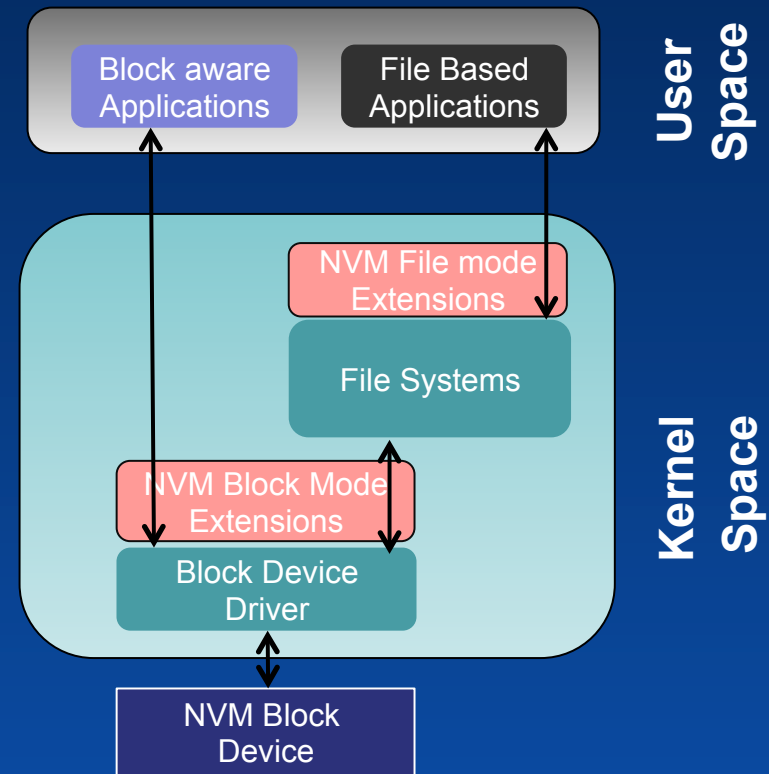 Block aware
Applications
File Based
Applications
User
Space
NVM File mode
Extensions
File Systems
NVM Block Mode
Extensions
Block Device
Driver
Kernel
Space
NVM Block
Device